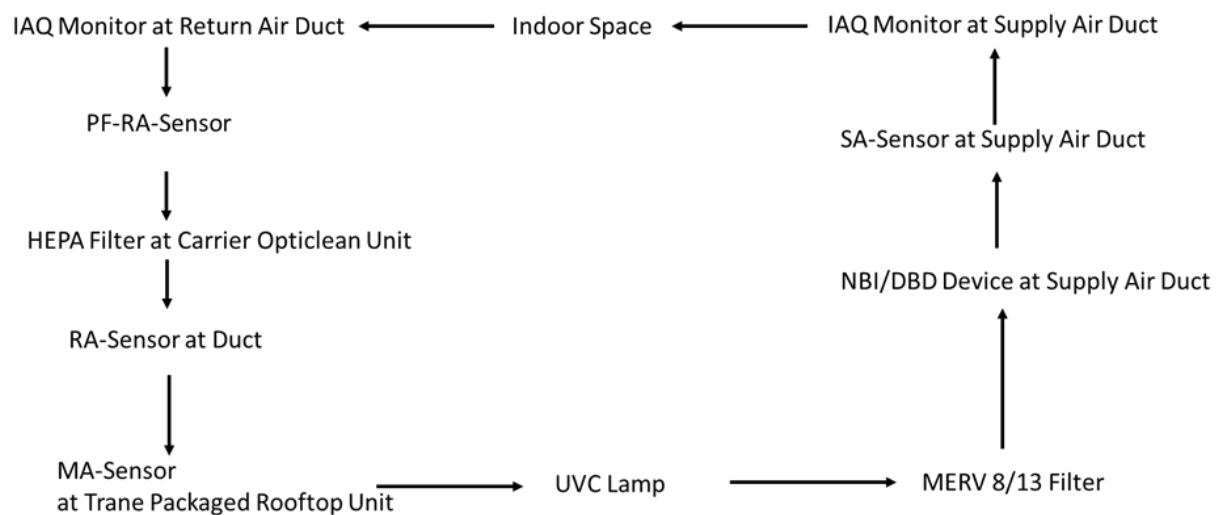 IAQ Monitor at Return Air Duct
Indoor Space
IAQ Monitor at Supply Air Duct
PF-RA-Sensor
SA-Sensor at Supply Air Duct
HEPA Filter at Carrier Opticlean Unit
NBI/DBD Device at Supply Air Duct
RA-Sensor at Duct
MA-Sensor
at Trane Packaged Rooftop Unit
UVC Lamp
MERV 8/13 Filter